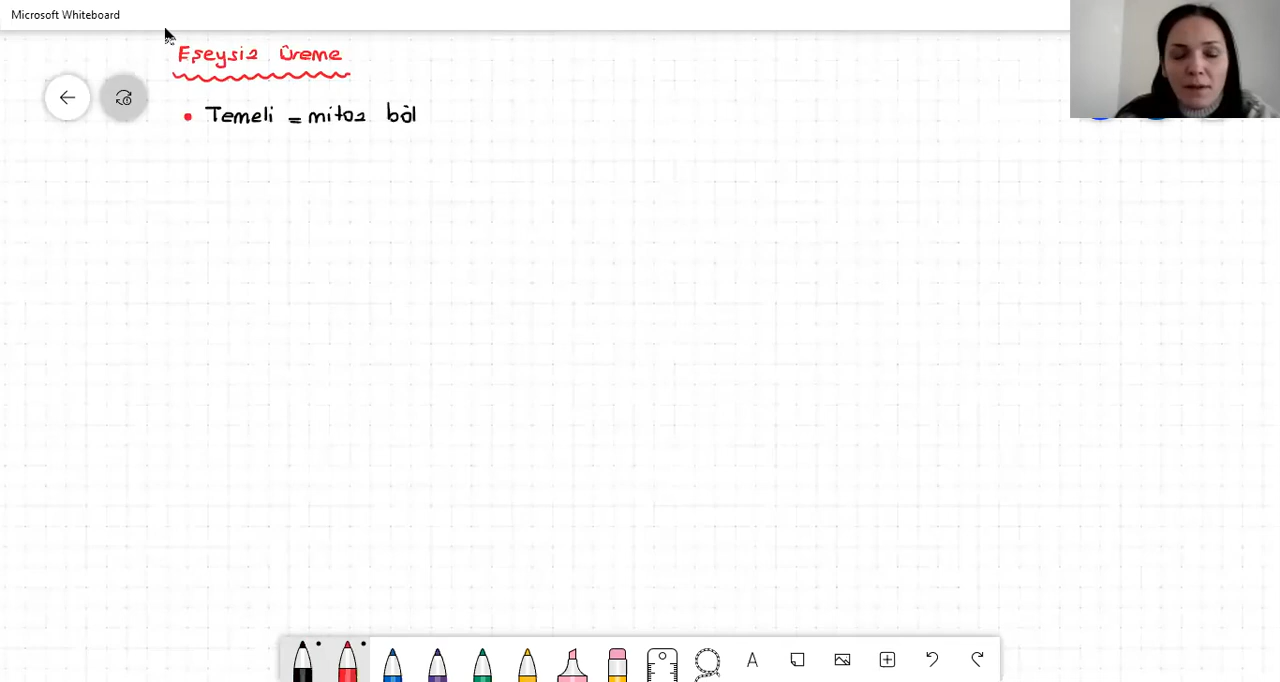 Microsoft Whiteboard
Eşeysiz Üreme
• Temeli = mitoz böl
A